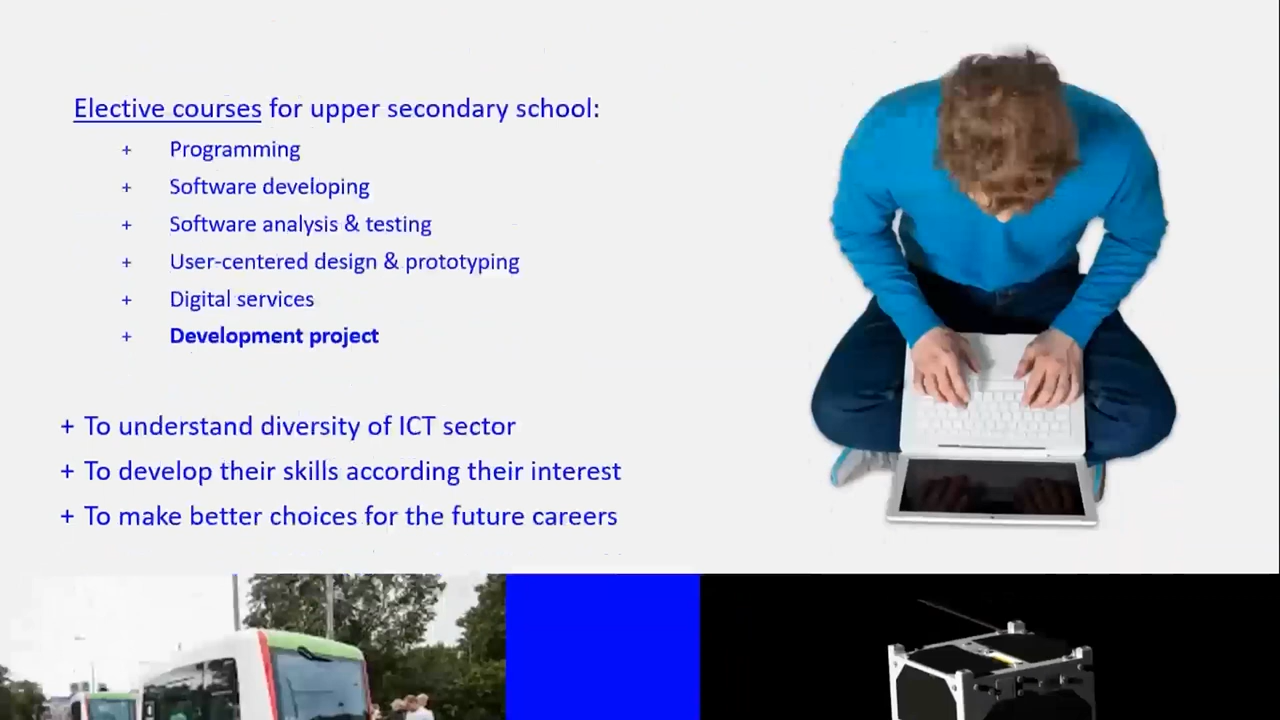 Elective courses for upper secondary school:
+ Programming
+ Software developing
+ Software analysis & testing
+ User-centered design & prototyping
+ Digital services
+ Development project
+ To understand diversity of ICT sector
+ To develop their skills according their interest
+ To make better choices for the future careers